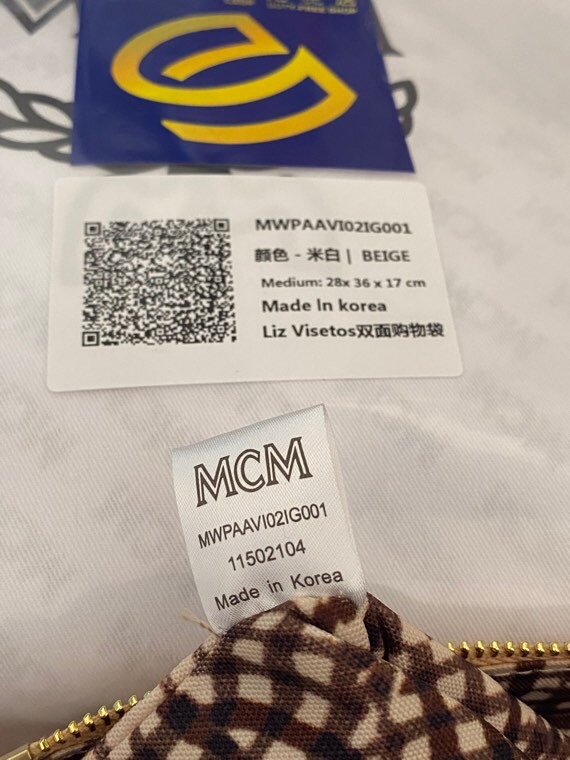 MWPAAVI02IG001
颜色 - 米白 | BEIGE
Medium: 28x 36 x 17 cm
Made In korea
Liz Visetos双面购物袋
MCM
MWPAAVI02IG001
11502104
Made in Korea